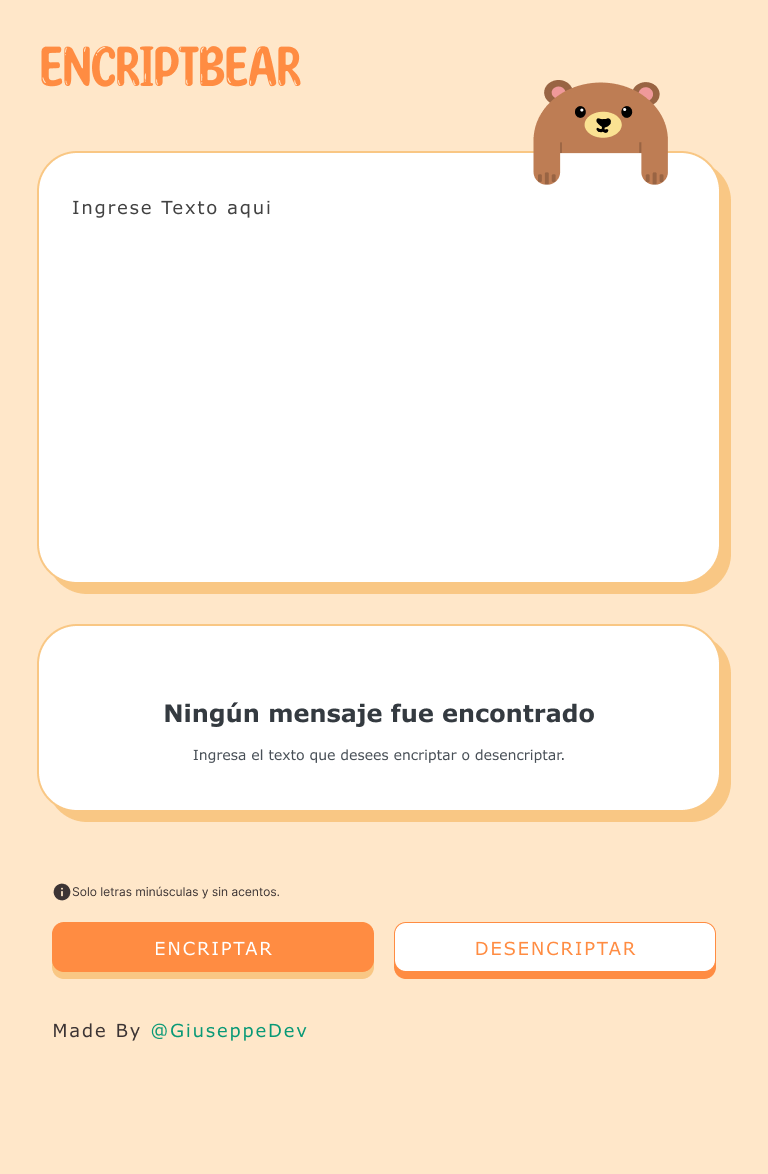 ENCRIPTBEAR
Ingrese Texto aqui
Ningún mensaje fue encontrado
Ingresa el texto que desees encriptar o desencriptar.
Solo letras minúsculas y sin acentos.
ENCRIPTAR
DESENCRIPTAR
Made By @GiuseppeDev